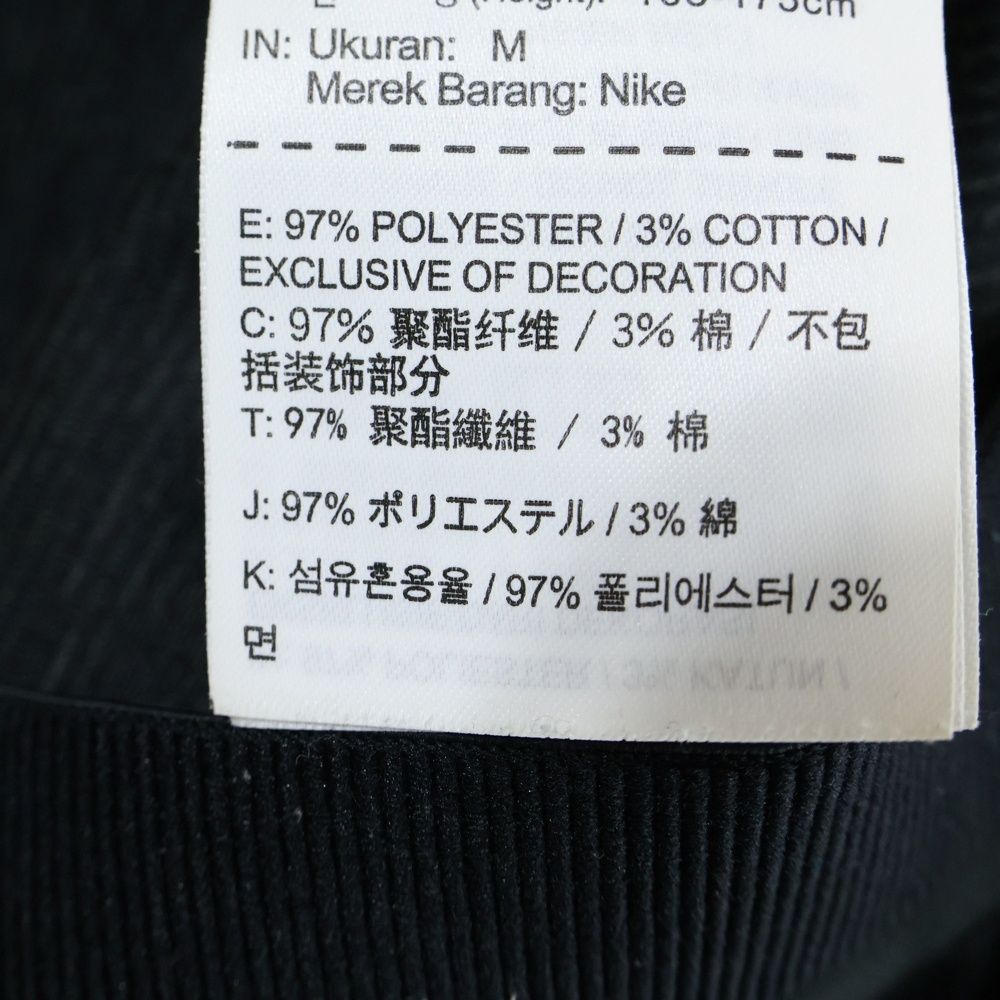 (Height):
IN: Ukuran: M
Merek Barang: Nike
E: 97% POLYESTER / 3% COTTON /
EXCLUSIVE OF DECORATION
C: 97% 聚酯纤维 / 3% 棉 / 不包
括装饰部分
T: 97% 聚酯纖維 / 3% 棉
J: 97% ポリエステル / 3% 綿
K: 섬유혼용율 / 97% 폴리에스터 / 3%
면